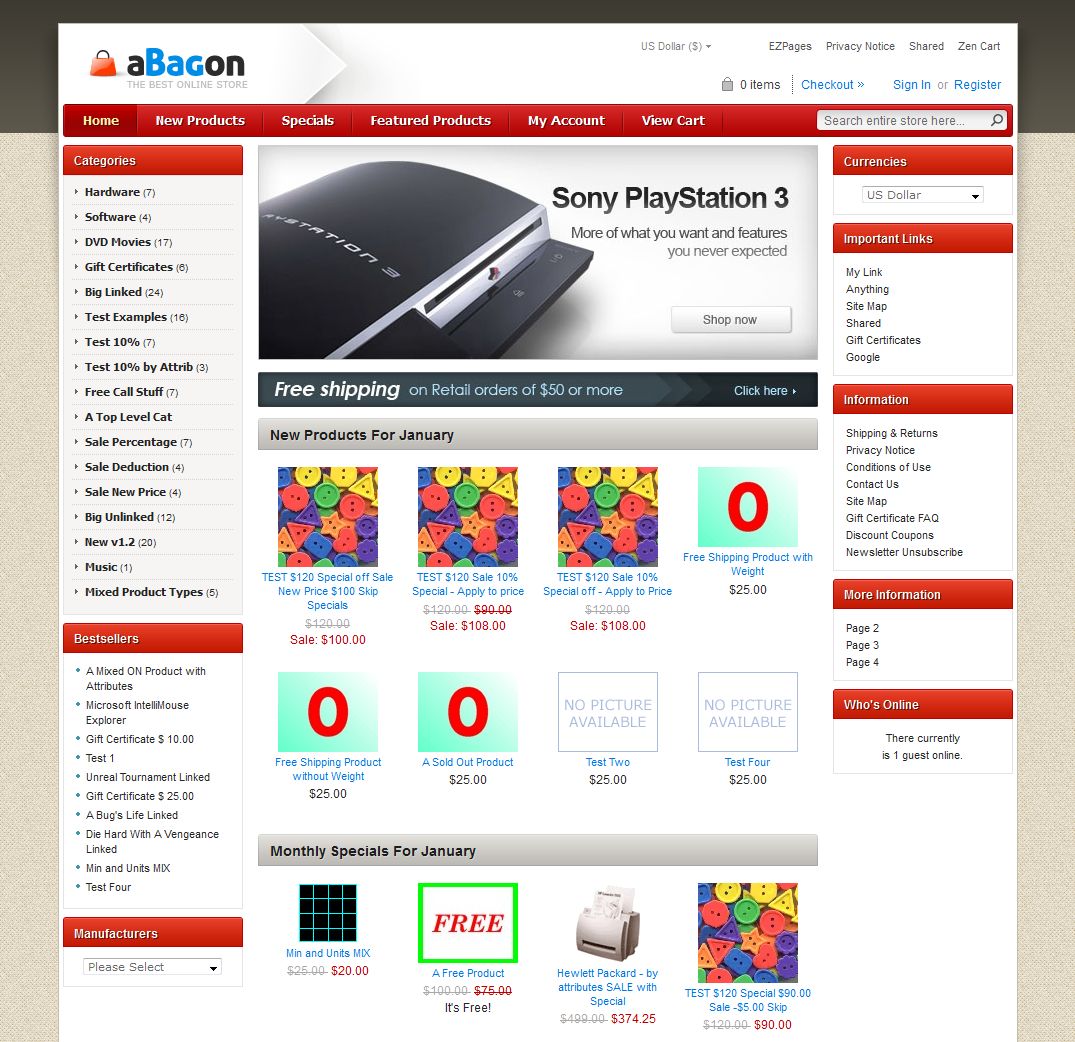 US Dollar ($)
EZPages Privacy Notice Shared Zen Cart
aBagon
THE BEST ONLINE STORE
0 items Checkout » Sign In or Register
Home New Products Specials Featured Products My Account View Cart Search entire store here...
Categories
Hardware (7)
Software (4)
DVD Movies (17)
Gift Certificates (6)
Big Linked (24)
Test Examples (16)
Test 10% (7)
Test 10% by Attrib (3)
Free Call Stuff (7)
A Top Level Cat
Sale Percentage (7)
Sale Deduction (4)
Sale New Price (4)
Big Unlinked (12)
New v1.2 (20)
Music (1)
Mixed Product Types (5)
Bestsellers
A Mixed ON Product with
Attributes
Microsoft IntelliMouse
Explorer
Gift Certificate $ 10.00
Test 1
Unreal Tournament Linked
Gift Certificate $ 25.00
A Bug's Life Linked
Die Hard With A Vengeance
Linked
Min and Units MIX
Test Four
Manufacturers
Please Select
AYSTATION 3
Sony PlayStation 3
More of what you want and features
you never expected
Shop now
Free shipping on Retail orders of $50 or more Click here
New Products For January
TEST $120 Special off Sale
New Price $100 Skip
Specials
$120.00
Sale: $100.00
TEST $120 Sale 10%
Special - Apply to price
$120.00 $90.00
Sale: $108.00
TEST $120 Sale 10%
Special off - Apply to Price
$120.00
Sale: $108.00
0
Free Shipping Product with
Weight
$25.00
0
Free Shipping Product
without Weight
$25.00
0
A Sold Out Product
$25.00
NO PICTURE
AVAILABLE
Test Two
$25.00
NO PICTURE
AVAILABLE
Test Four
$25.00
Monthly Specials For January
Min and Units MIX
$25.00 $20.00
FREE
A Free Product
$100.00 $75.00
It's Free!
Hewlett Packard - by
attributes SALE with
Special
$499.00 $374.25
TEST $120 Special $90.00
Sale -$5.00 Skip
$120.00 $90.00
Currencies
US Dollar
Important Links
My Link
Anything
Site Map
Shared
Gift Certificates
Google
Information
Shipping & Returns
Privacy Notice
Conditions of Use
Contact Us
Site Map
Gift Certificate FAQ
Discount Coupons
Newsletter Unsubscribe
More Information
Page 2
Page 3
Page 4
Who's Online
There currently
is 1 guest online.